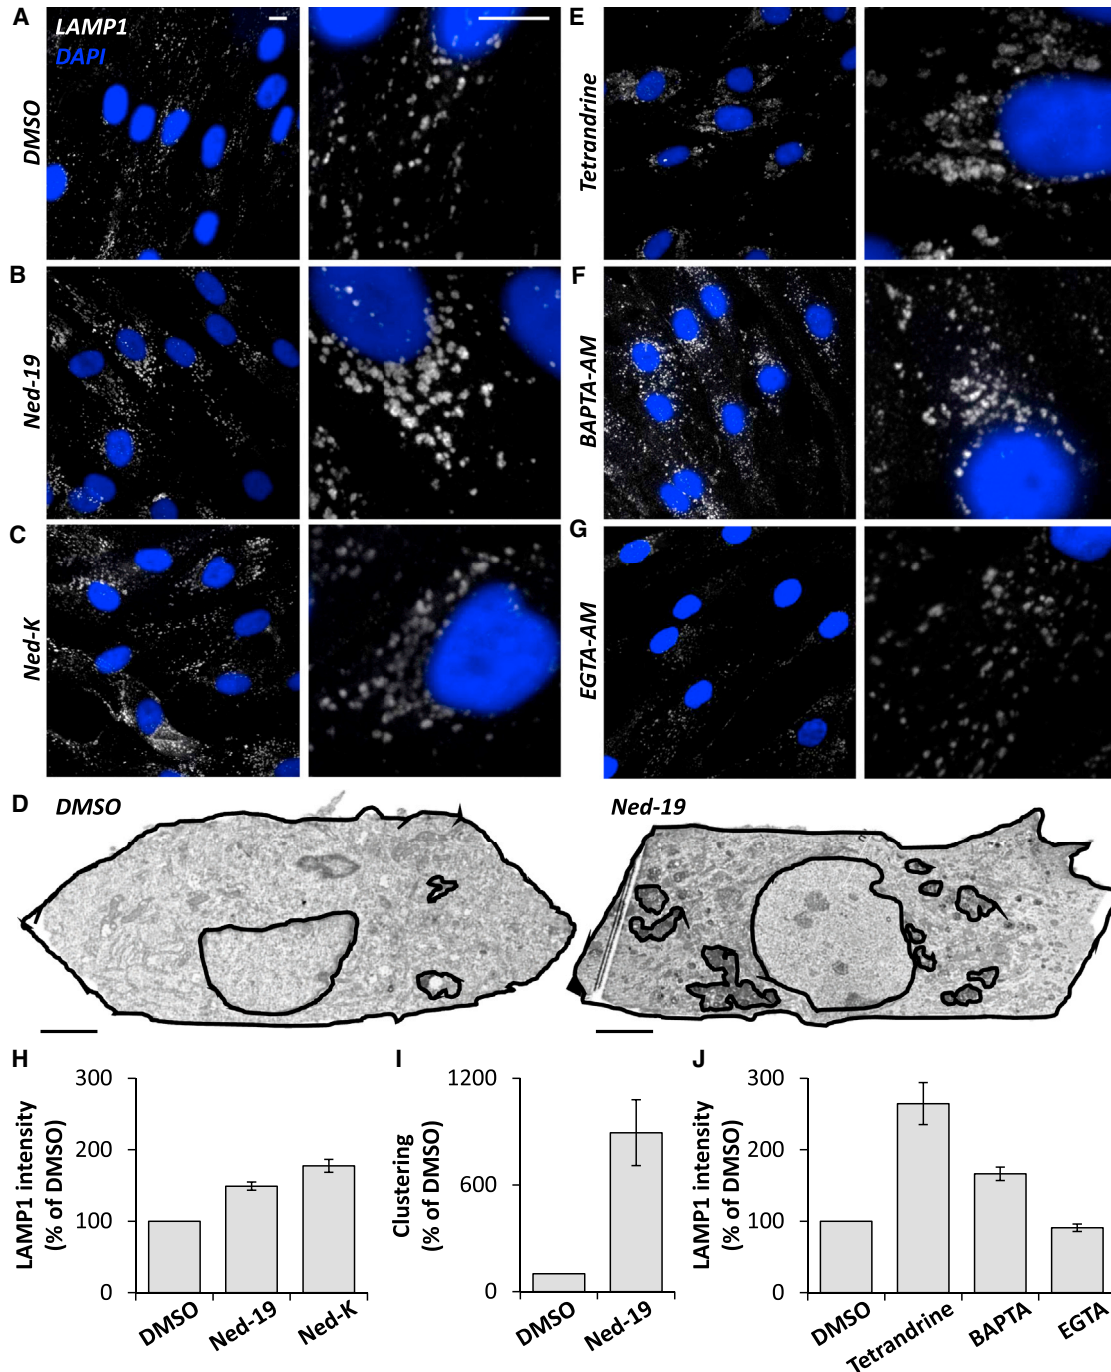 A
LAMP1
DAPI
DMSO
B
Ned-19
C
Ned-K
E
Tetrandrine
F
BAPTA-AM
G
EGTA-AM
D
DMSO
Ned-19
H
LAMP1 intensity
(% of DMSO)
300
200
100
0
DMSO
Ned-19
Ned-K
I
Clustering
(% of DMSO)
1200
600
0
DMSO
Ned-19
J
LAMP1 intensity
(% of DMSO)
300
200
100
0
DMSO
Tetrandrine
BAPTA
EGTA